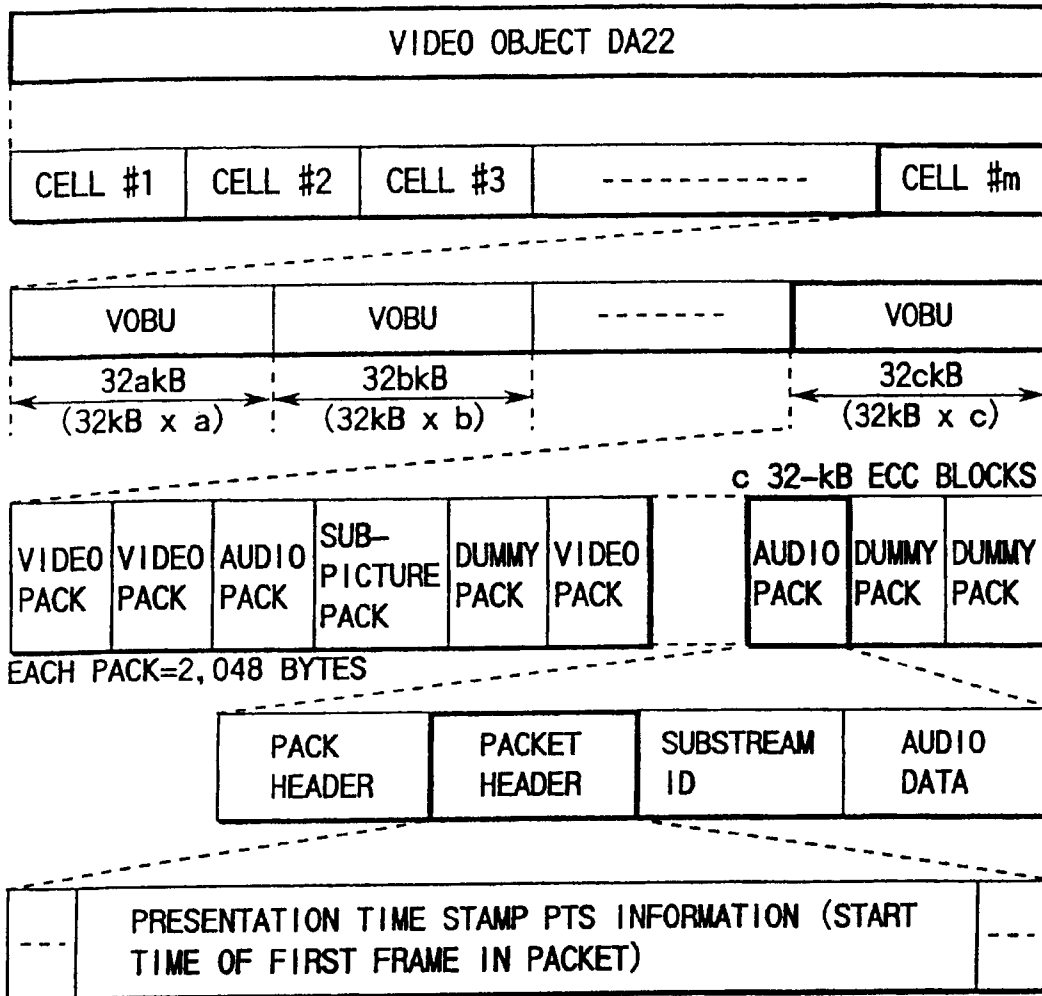 VIDEO OBJECT DA22
CELL #1 CELL #2 CELL #3 ------------ CELL #m
VOBU VOBU ------- VOBU
32akB 32bkB 32ckB
(32kB x a) (32kB x b) (32kB x c)
c 32-kB ECC BLOCKS
VIDEO PACK
VIDEO PACK
AUDIO PACK
SUB-
PICTURE
PACK
DUMMY PACK
VIDEO PACK
AUDIO PACK
DUMMY PACK
DUMMY PACK
EACH PACK=2,048 BYTES
PACK HEADER
PACKET HEADER
SUBSTREAM ID
AUDIO DATA
--- PRESENTATION TIME STAMP PTS INFORMATION (START ---
TIME OF FIRST FRAME IN PACKET)